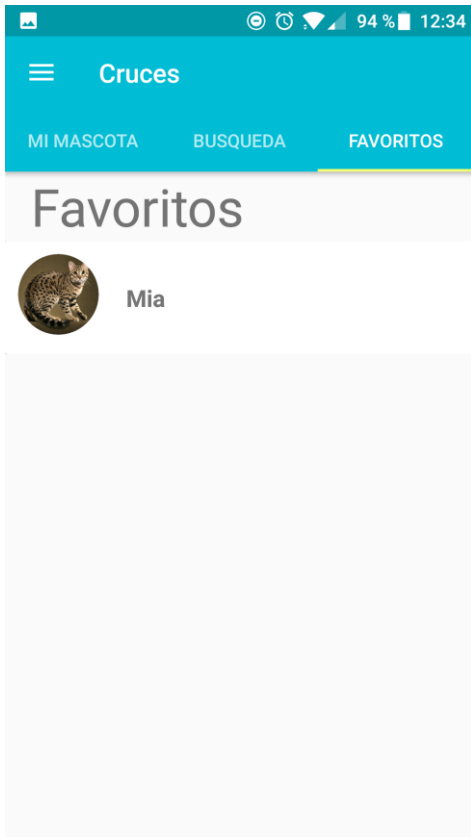 94 % 12:34
Cruces
MI MASCOTA BUSQUEDA FAVORITOS
Favoritos
Mia